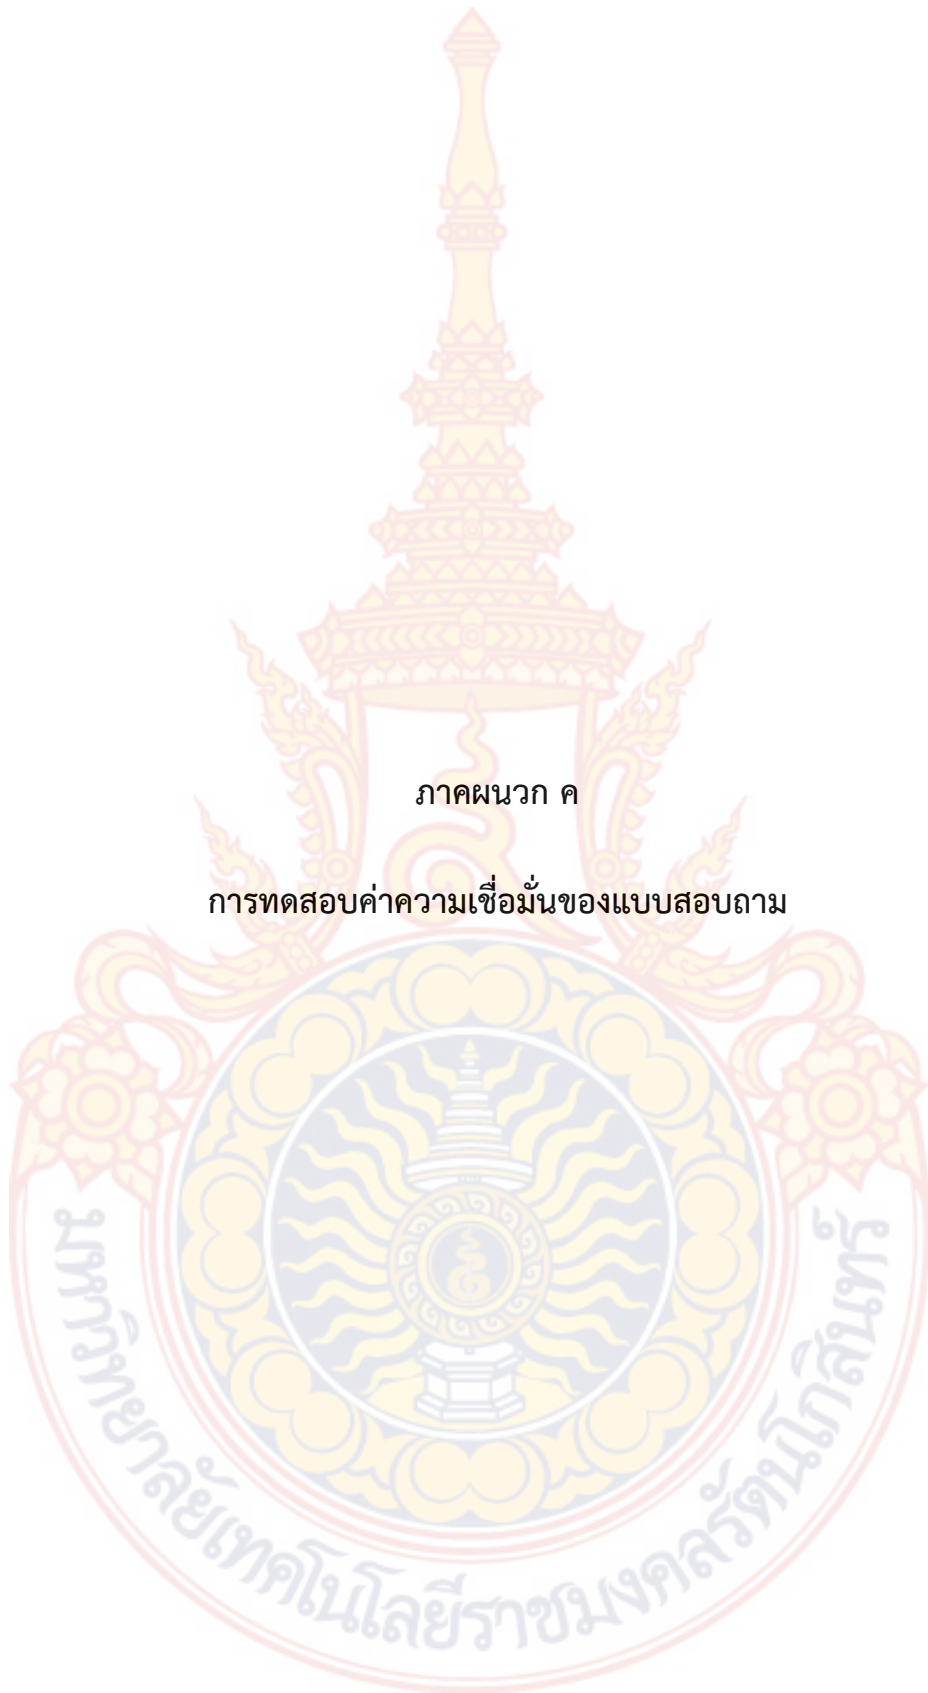 ภาคผนวก ค
การทดสอบค่าความเชื่อมั่นของแบบสอบถาม
มหาวิทยาลัยเทคโนโลยีราชมงคลรัตนโกสินทร์